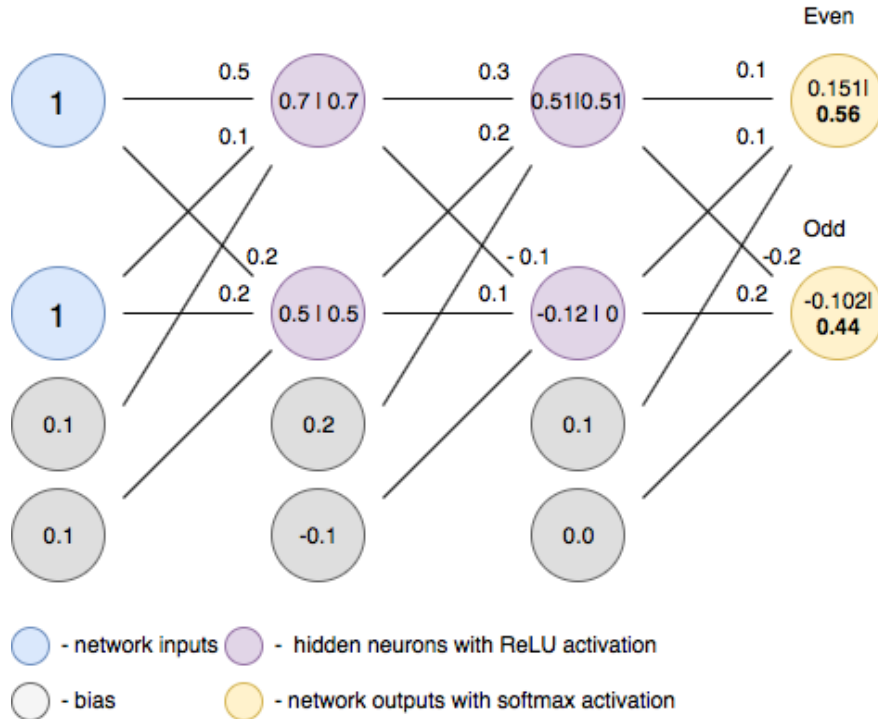 Even
0.5
0.3
0.1
1
0.7 | 0.7
0.51|0.51
0.151|
0.56
0.1
0.2
0.1
Odd
0.2
- 0.1
-0.2
0.2
0.1
0.2
1
0.5 | 0.5
-0.12 | 0
-0.102|
0.44
0.1
0.2
0.1
0.1
-0.1
0.0
- network inputs
- hidden neurons with ReLU activation
- bias
- network outputs with softmax activation